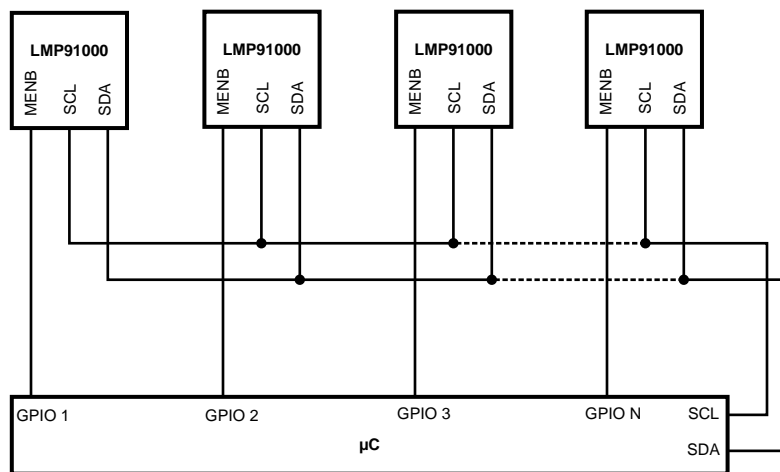 LMP91000 LMP91000 LMP91000 LMP91000
MENB SCL SDA MENB SCL SDA MENB SCL SDA MENB SCL SDA
GPIO 1 GPIO 2 GPIO 3 GPIO N SCL
µC SDA